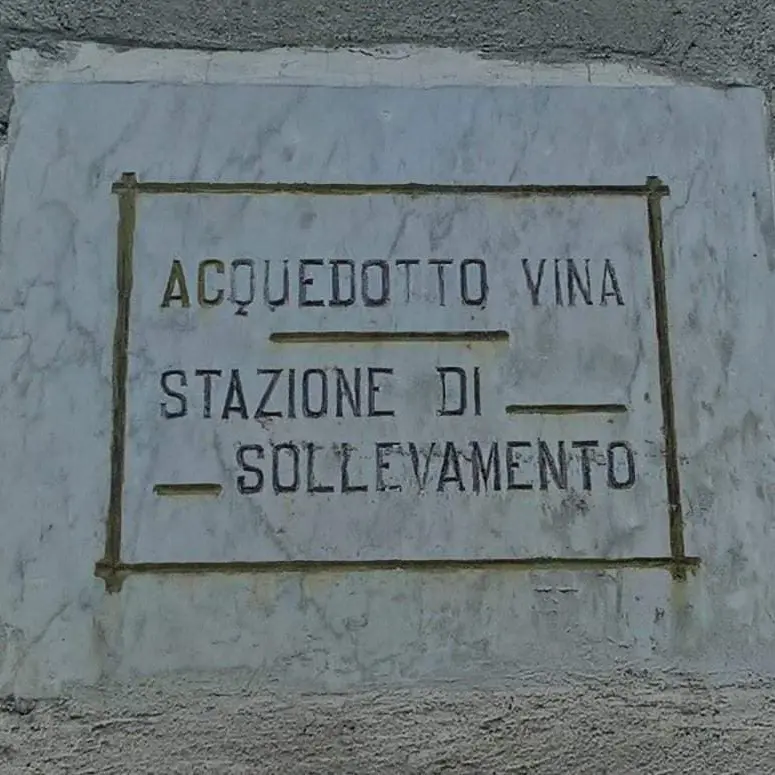 ACQUEDOTTO VINA
STAZIONE DI
SOLLEVAMENTO